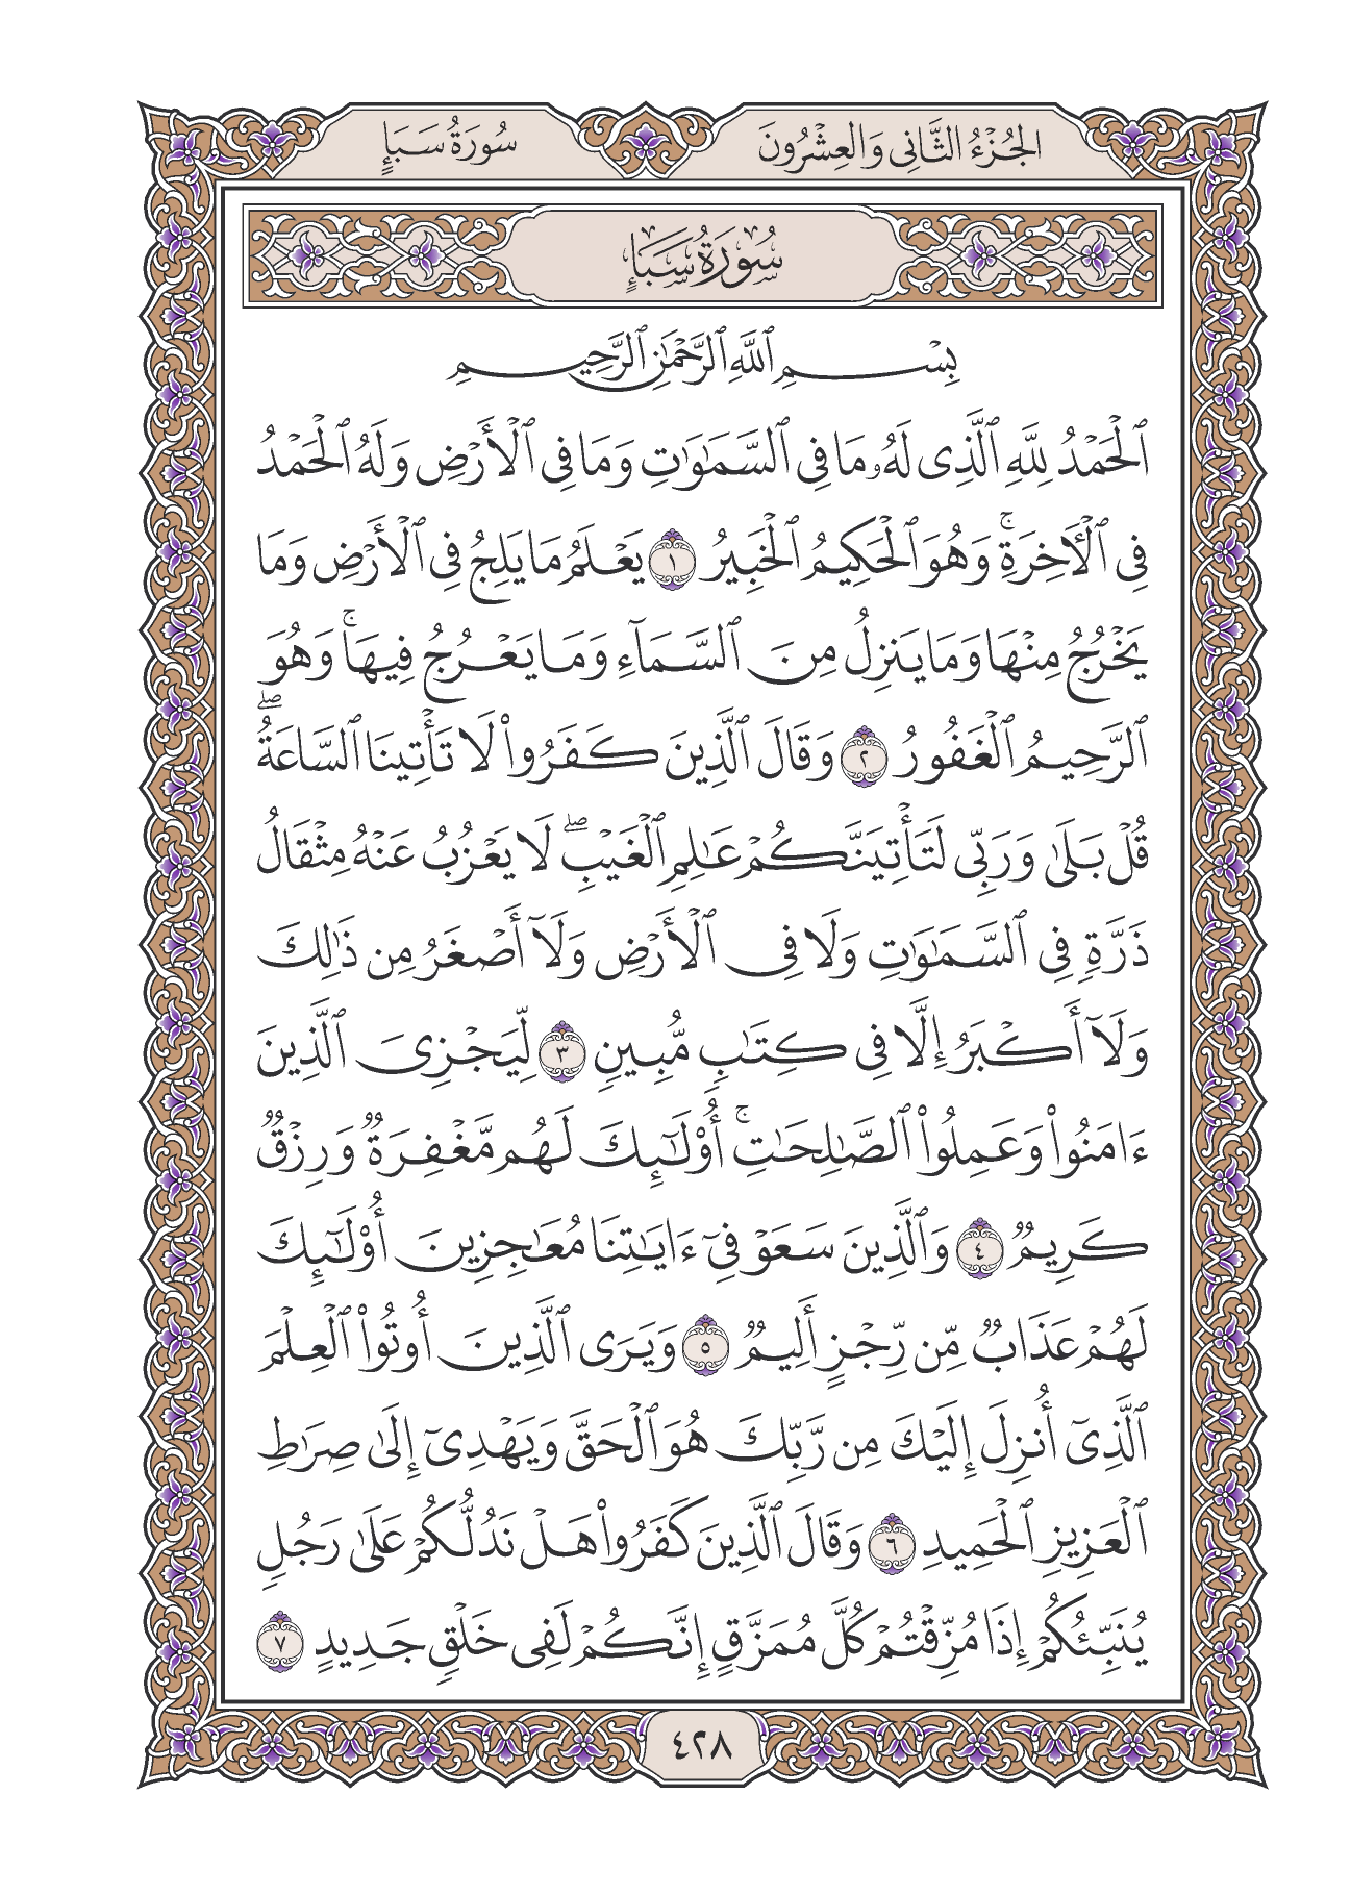 الجُزْءُ الثَّانِي وَالعِشْرُونَ
سُورَةُ سَبَإٍ
سُورَةُ سَبَإٍ
بِسْمِ ٱللَّهِ ٱلرَّحْمَٰنِ ٱلرَّحِيمِ
ٱلْحَمْدُ لِلَّهِ ٱلَّذِى لَهُۥ مَا فِى ٱلسَّمَٰوَٰتِ وَمَا فِى ٱلْأَرْضِ وَلَهُ ٱلْحَمْدُ
فِى ٱلْأَخِرَةِۚ وَهُوَ ٱلْحَكِيمُ ٱلْخَبِيرُ ١ يَعْلَمُ مَا يَلِجُ فِى ٱلْأَرْضِ وَمَا
يَخْرُجُ مِنْهَا وَمَا يَنزِلُ مِنَ ٱلسَّمَآءِ وَمَا يَعْرُجُ فِيهَاۚ وَهُوَ
ٱلرَّحِيمُ ٱلْغَفُورُ ٢ وَقَالَ ٱلَّذِينَ كَفَرُوا۟ لَا تَأْتِينَا ٱلسَّاعَةُۖ
قُلْ بَلَىٰ وَرَبِّى لَتَأْتِيَنَّكُمْ عَٰلِمِ ٱلْغَيْبِۖ لَا يَعْزُبُ عَنْهُ مِثْقَالُ
ذَرَّةٍ فِى ٱلسَّمَٰوَٰتِ وَلَا فِى ٱلْأَرْضِ وَلَآ أَصْغَرُ مِن ذَٰلِكَ
وَلَآ أَكْبَرُ إِلَّا فِى كِتَٰبٍ مُّبِينٍ ٣ لِّيَجْزِىَ ٱلَّذِينَ
ءَامَنُوا۟ وَعَمِلُوا۟ ٱلصَّٰلِحَٰتِۚ أُو۟لَٰٓئِكَ لَهُم مَّغْفِرَةٌ وَرِزْقٌ
كَرِيمٌ ٤ وَٱلَّذِينَ سَعَوْ فِىٓ ءَايَٰتِنَا مُعَٰجِزِينَ أُو۟لَٰٓئِكَ
لَهُمْ عَذَابٌ مِّن رِّجْزٍ أَلِيمٌ ٥ وَيَرَى ٱلَّذِينَ أُوتُوا۟ ٱلْعِلْمَ
ٱلَّذِىٓ أُنزِلَ إِلَيْكَ مِن رَّبِّكَ هُوَ ٱلْحَقَّ وَيَهْدِىٓ إِلَىٰ صِرَٰطِ
ٱلْعَزِيزِ ٱلْحَمِيدِ ٦ وَقَالَ ٱلَّذِينَ كَفَرُوا۟ هَلْ نَدُلُّكُمْ عَلَىٰ رَجُلٍ
يُنَبِّئُكُمْ إِذَا مُزِّقْتُمْ كُلَّ مُمَزَّقٍ إِنَّكُمْ لَفِى خَلْقٍ جَدِيدٍ ٧
٤٢٨